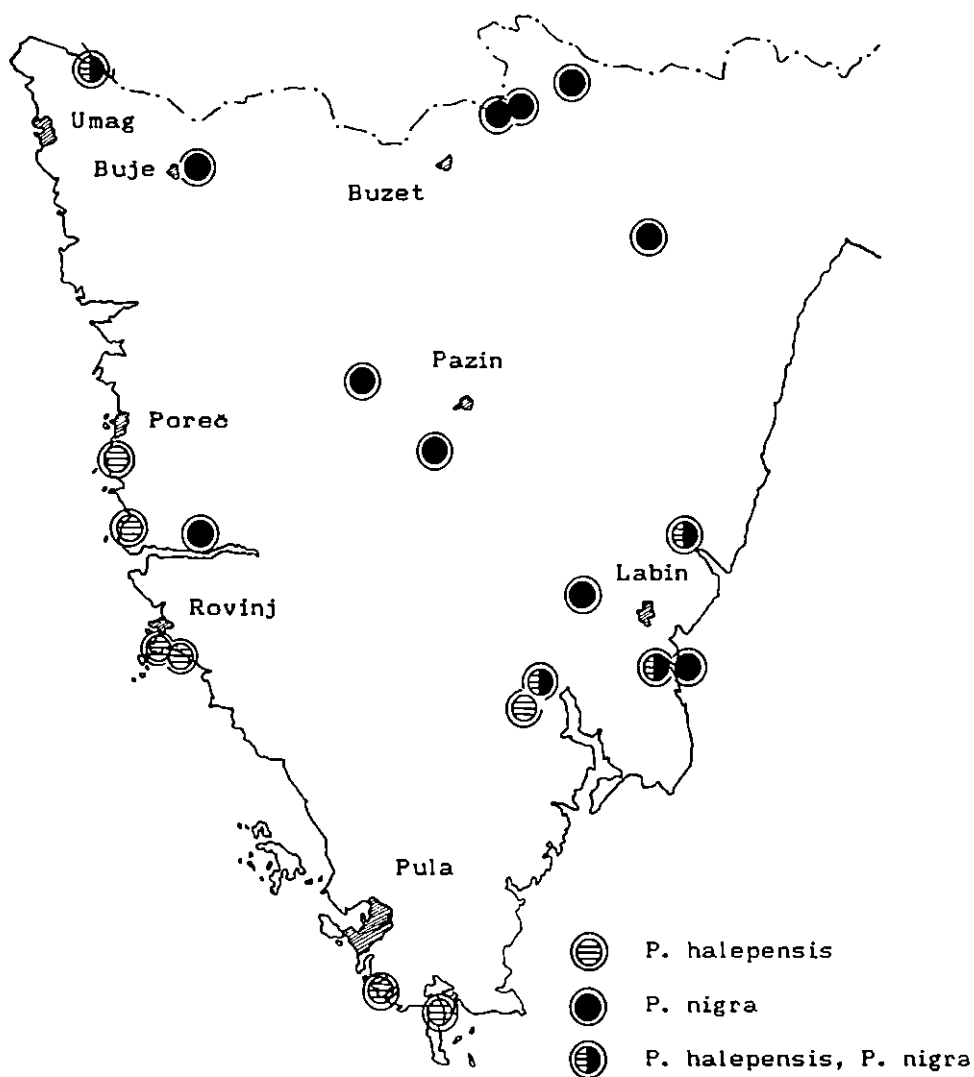 Umag
Buje
Buzet
Pazin
Poreč
Labin
Rovinj
Pula
P. halepensis
P. nigra
P. halepensis, P. nigra